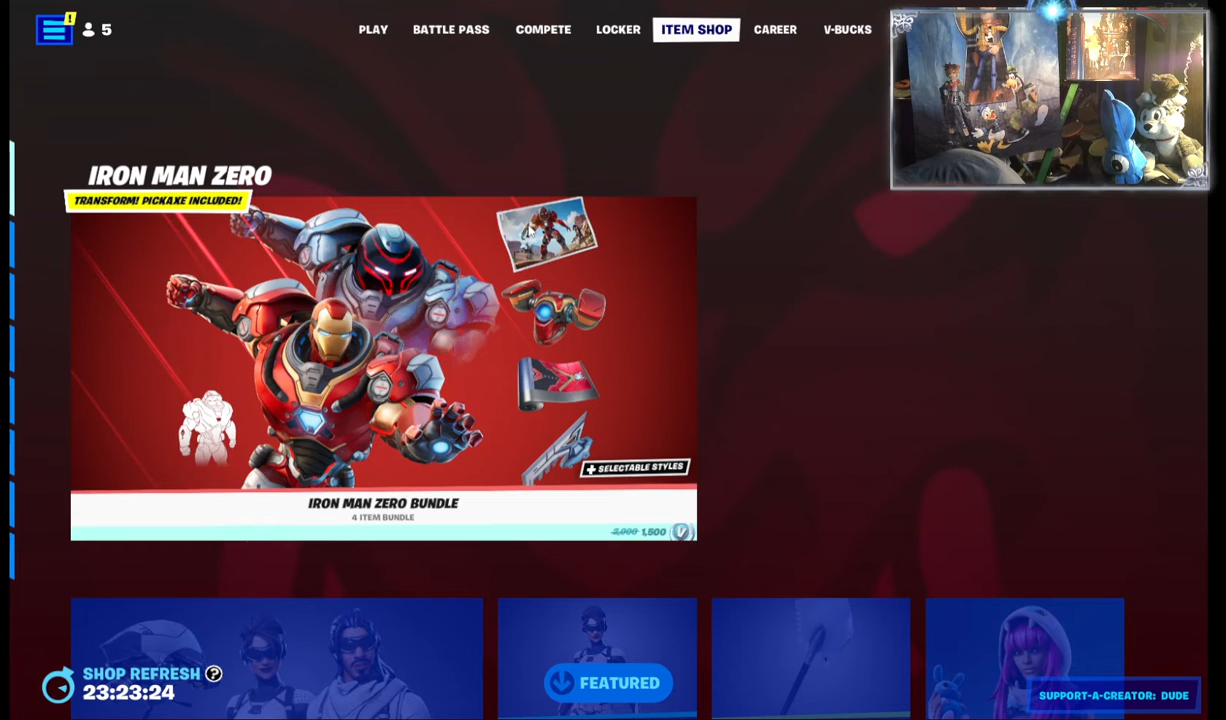 !
5
PLAY
BATTLE PASS
COMPETE
LOCKER
ITEM SHOP
CAREER
V-BUCKS
IRON MAN ZERO
TRANSFORM! PICKAXE INCLUDED!
+ SELECTABLE STYLES
IRON MAN ZERO BUNDLE
4 ITEM BUNDLE
2,000 1,500 V
SHOP REFRESH ?
23:23:24
FEATURED
SUPPORT-A-CREATOR: DUDE